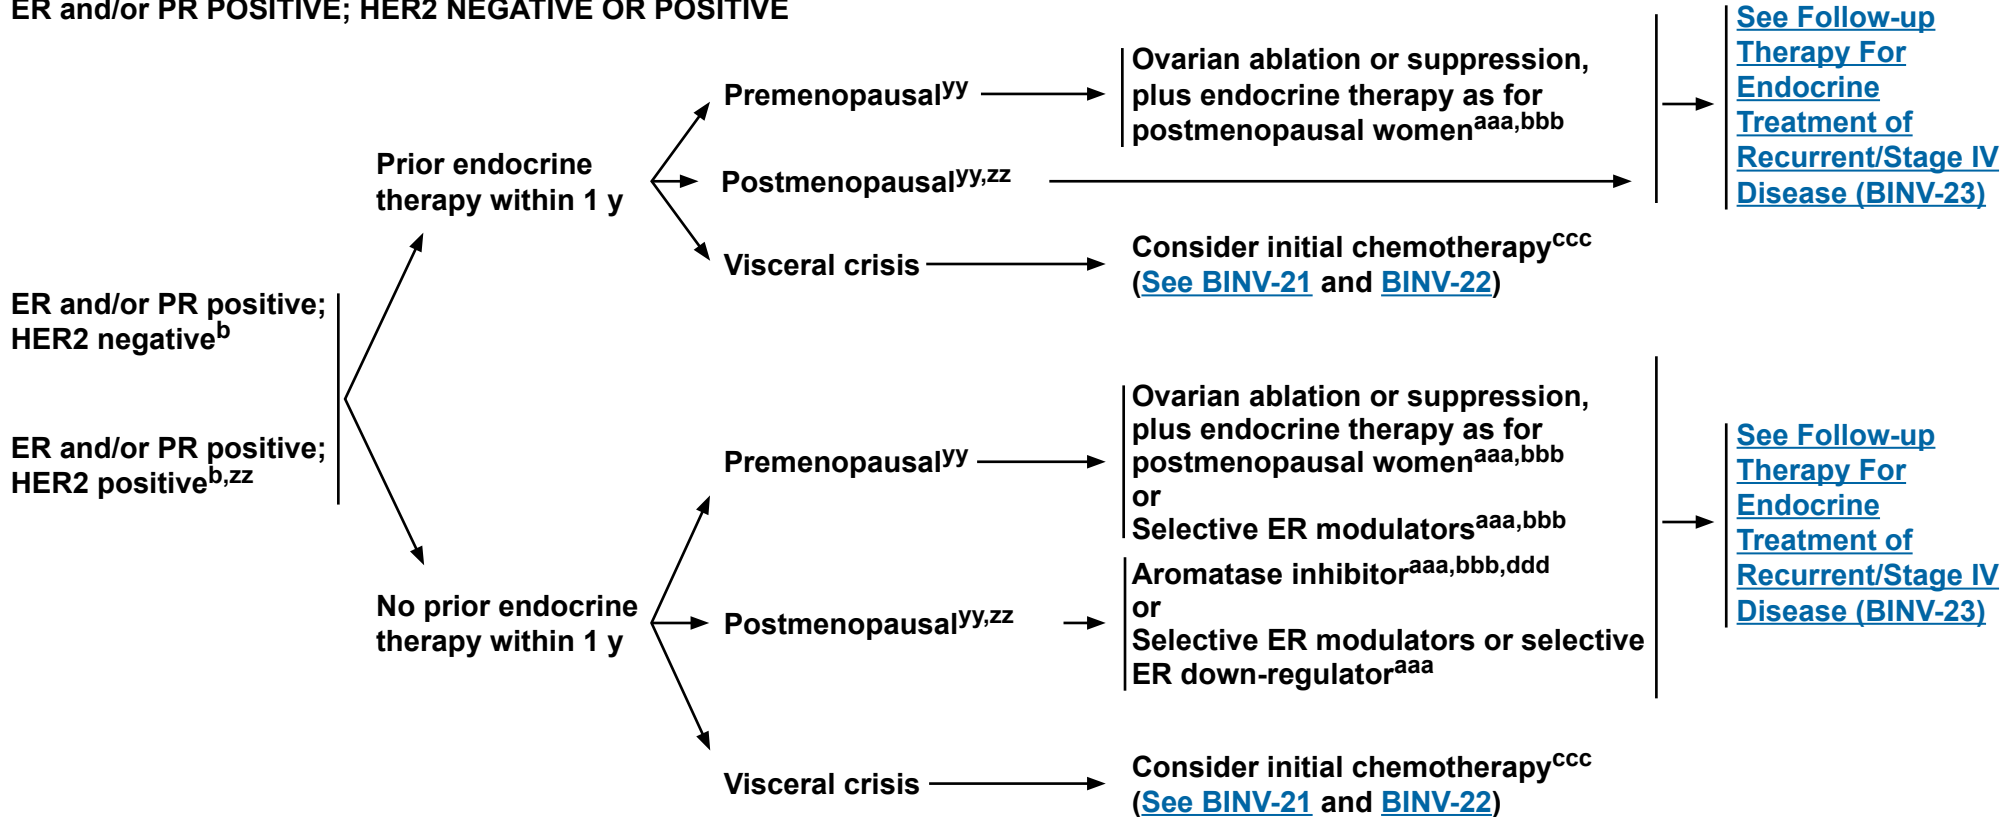 ER and/or PR POSITIVE; HER2 NEGATIVE OR POSITIVE
ER and/or PR positive;
HER2 negativeb
ER and/or PR positive;
HER2 positiveb,zz
Prior endocrine
therapy within 1 y
Premenopausalyy
Ovarian ablation or suppression,
plus endocrine therapy as for
postmenopausal womenaaa,bbb
Postmenopausalyy,zz
Visceral crisis
Consider initial chemotherapyccc
(See BINV-21 and BINV-22)
See Follow-up
Therapy For
Endocrine
Treatment of
Recurrent/Stage IV
Disease (BINV-23)
No prior endocrine
therapy within 1 y
Premenopausalyy
Ovarian ablation or suppression,
plus endocrine therapy as for
postmenopausal womenaaa,bbb
or
Selective ER modulatorsaaa,bbb
Postmenopausalyy,zz
Aromatase inhibitoraaa,bbb,ddd
or
Selective ER modulators or selective
ER down-regulatoraaa
Visceral crisis
Consider initial chemotherapyccc
(See BINV-21 and BINV-22)
See Follow-up
Therapy For
Endocrine
Treatment of
Recurrent/Stage IV
Disease (BINV-23)